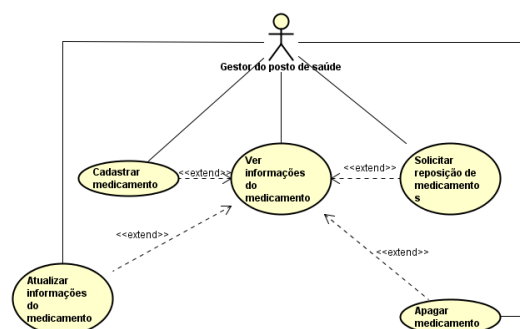 Gestor do posto de saúde
Cadastrar
medicamento
<<extend>>
Ver
informações
do
medicamento
<<extend>>
Solicitar
reposição de
medicamento
s
<<extend>>
<<extend>>
Atualizar
informações
do
medicamento
Apagar
medicamento